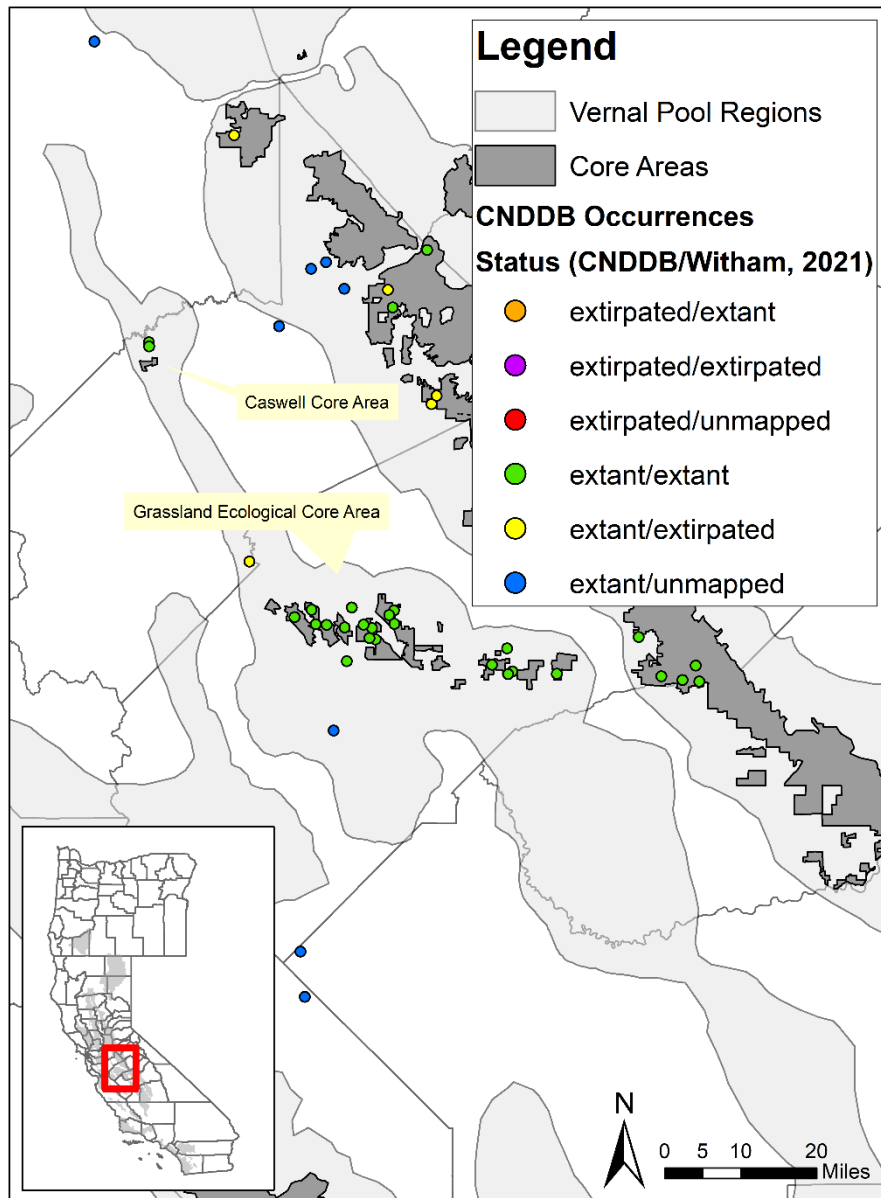 Legend
Vernal Pool Regions
Core Areas
CNDDB Occurrences
Status (CNDDB/Witham, 2021)
extirpated/extant
extirpated/extirpated
extirpated/unmapped
extant/extant
extant/extirpated
extant/unmapped
Caswell Core Area
Grassland Ecological Core Area
N
0 5 10 20
Miles